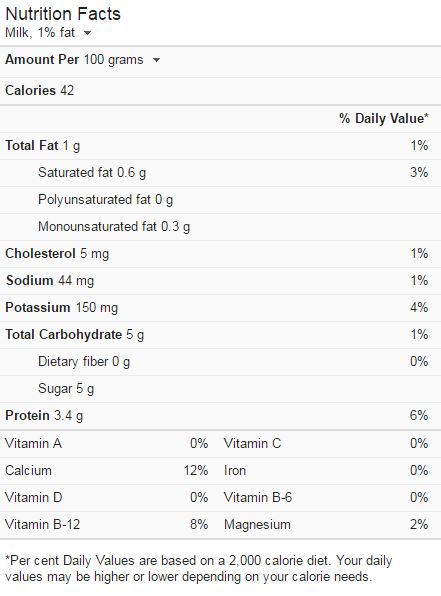 Nutrition Facts
Milk, 1% fat
Amount Per 100 grams
Calories 42
% Daily Value*
Total Fat 1 g 1%
Saturated fat 0.6 g 3%
Polyunsaturated fat 0 g
Monounsaturated fat 0.3 g
Cholesterol 5 mg 1%
Sodium 44 mg 1%
Potassium 150 mg 4%
Total Carbohydrate 5 g 1%
Dietary fiber 0 g 0%
Sugar 5 g
Protein 3.4 g 6%
Vitamin A 0% Vitamin C 0%
Calcium 12% Iron 0%
Vitamin D 0% Vitamin B-6 0%
Vitamin B-12 8% Magnesium 2%
*Per cent Daily Values are based on a 2,000 calorie diet. Your daily
values may be higher or lower depending on your calorie needs.